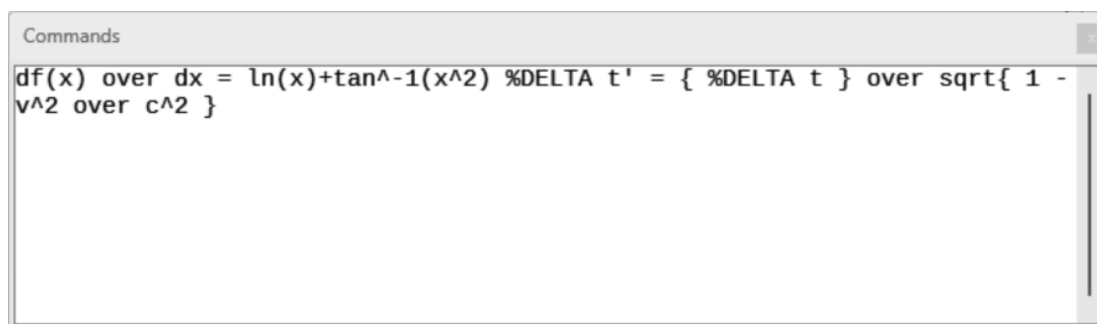 Commands
x
df(x) over dx = ln(x)+tan^-1(x^2) %DELTA t' = { %DELTA t } over sqrt{ 1 -
v^2 over c^2 }